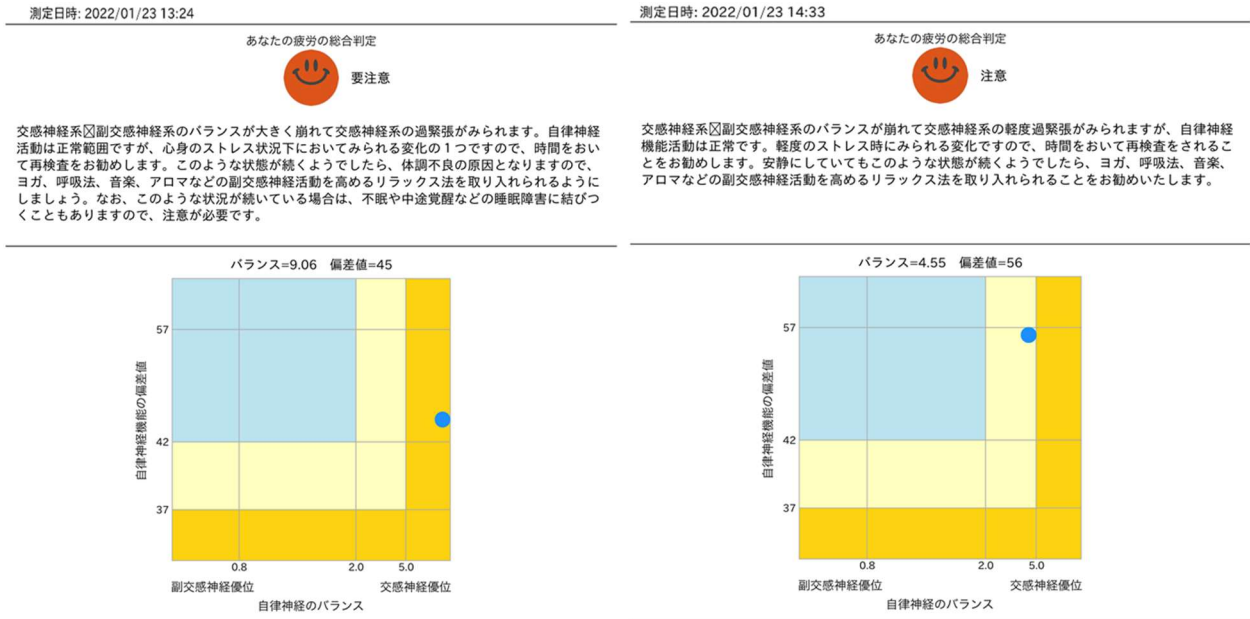 測定日時: 2022/01/23 13:24
あなたの疲労の総合判定
要注意
交感神経系☒副交感神経系のバランスが大きく崩れて交感神経系の過緊張がみられます。自律神経
活動は正常範囲ですが、心身のストレス状況下においてみられる変化の1つですので、時間をおい
て再検査をお勧めします。このような状態が続くようでしたら、体調不良の原因となりますので、
ヨガ、呼吸法、音楽、アロマなどの副交感神経活動を高めるリラックス法を取り入れられるように
しましょう。なお、このような状況が続いている場合は、不眠や中途覚醒などの睡眠障害に結びつ
くこともありますので、注意が必要です。
バランス=9.06 偏差値=45
57
42
37
自律神経機能の偏差値
0.8
2.0
5.0
副交感神経優位
交感神経優位
自律神経のバランス
測定日時: 2022/01/23 14:33
あなたの疲労の総合判定
注意
交感神経系☒副交感神経系のバランスが崩れて交感神経系の軽度過緊張がみられますが、自律神経
機能活動は正常です。軽度のストレス時にみられる変化ですので、時間をおいて再検査をされるこ
とをお勧めします。安静にしていてもこのような状態が続くようでしたら、ヨガ、呼吸法、音楽、
アロマなどの副交感神経活動を高めるリラックス法を取り入れられることをお勧めいたします。
バランス=4.55 偏差値=56
57
42
37
自律神経機能の偏差値
0.8
2.0
5.0
副交感神経優位
交感神経優位
自律神経のバランス